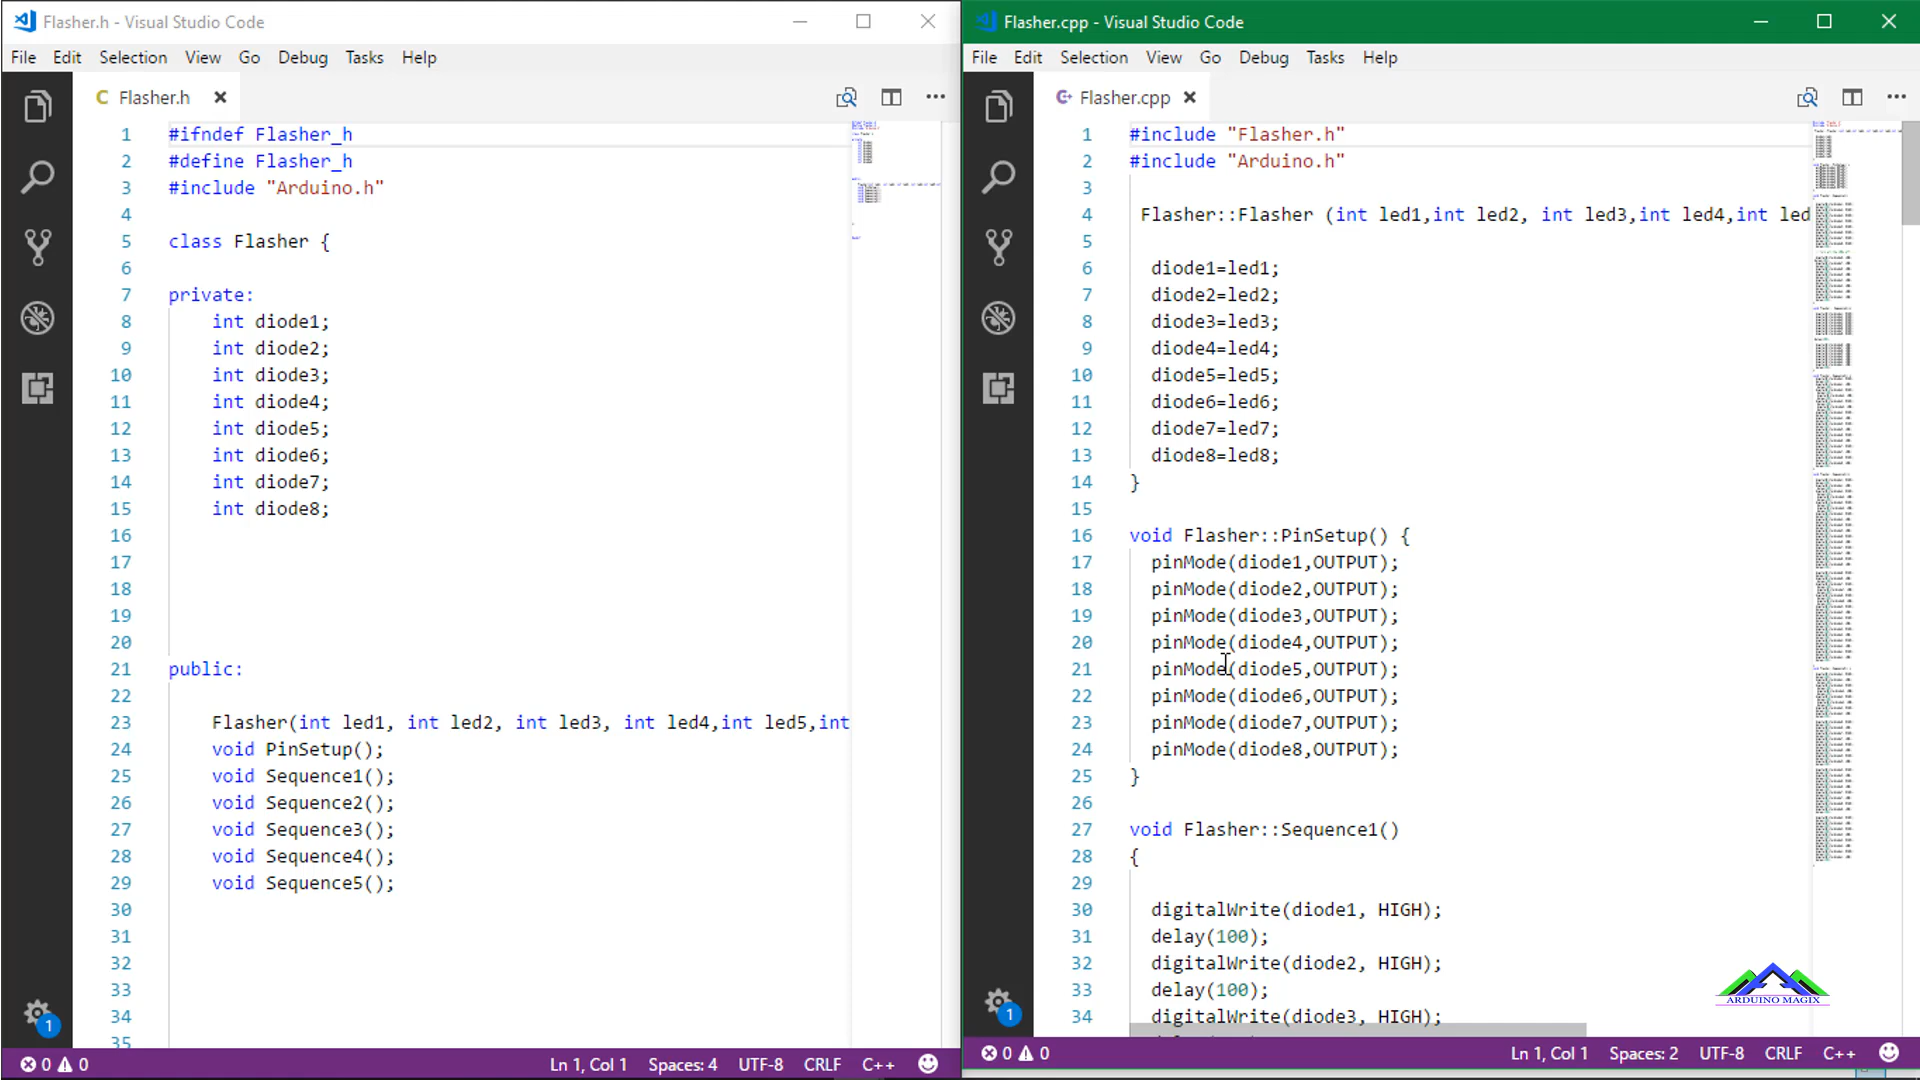 Flasher.h - Visual Studio Code
File Edit Selection View Go Debug Tasks Help
Flasher.h
1 #ifndef Flasher_h
2 #define Flasher_h
3 #include "Arduino.h"
4
5 class Flasher {
6
7 private:
8 int diode1;
9 int diode2;
10 int diode3;
11 int diode4;
12 int diode5;
13 int diode6;
14 int diode7;
15 int diode8;
16
17
18
19
20
21 public:
22
23 Flasher(int led1, int led2, int led3, int led4,int led5,int
24 void PinSetup();
25 void Sequence1();
26 void Sequence2();
27 void Sequence3();
28 void Sequence4();
29 void Sequence5();
30
31
32
33
34
35
1
0 0 Ln 1, Col 1 Spaces: 4 UTF-8 CRLF C++
Flasher.cpp - Visual Studio Code
File Edit Selection View Go Debug Tasks Help
Flasher.cpp
1 #include "Flasher.h"
2 #include "Arduino.h"
3
4 Flasher::Flasher (int led1,int led2, int led3,int led4,int led
5
6 diode1=led1;
7 diode2=led2;
8 diode3=led3;
9 diode4=led4;
10 diode5=led5;
11 diode6=led6;
12 diode7=led7;
13 diode8=led8;
14 }
15
16 void Flasher::PinSetup() {
17 pinMode(diode1,OUTPUT);
18 pinMode(diode2,OUTPUT);
19 pinMode(diode3,OUTPUT);
20 pinMode(diode4,OUTPUT);
21 pinMode(diode5,OUTPUT);
22 pinMode(diode6,OUTPUT);
23 pinMode(diode7,OUTPUT);
24 pinMode(diode8,OUTPUT);
25 }
26
27 void Flasher::Sequence1()
28 {
29
30 digitalWrite(diode1, HIGH);
31 delay(100);
32 digitalWrite(diode2, HIGH);
33 delay(100);
34 digitalWrite(diode3, HIGH);
ARDUINO MAGIX
1
0 0 Ln 1, Col 1 Spaces: 2 UTF-8 CRLF C++